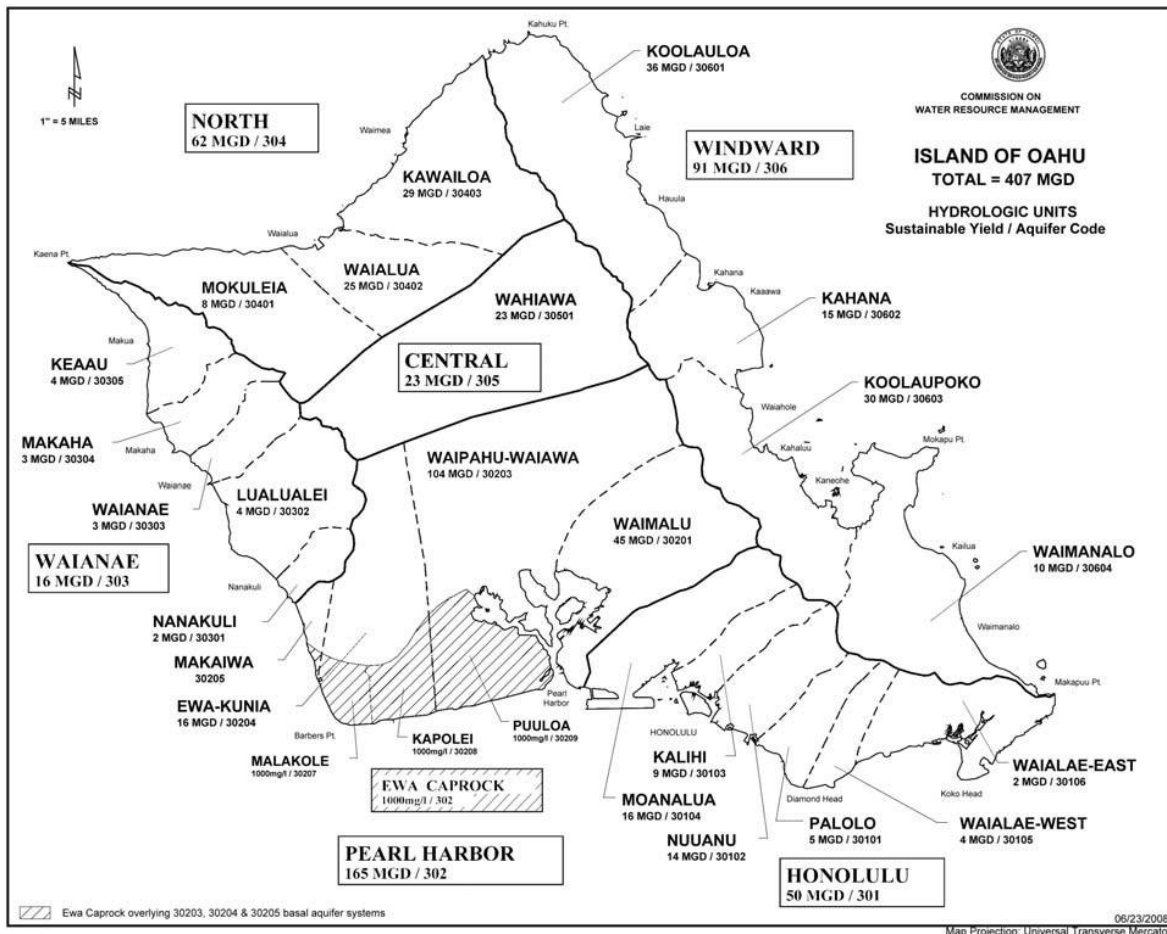 Kahuku Pt.
KOOLAULOA
36 MGD / 30601
COMMISSION ON
WATER RESOURCE MANAGEMENT
1" = 5 MILES
NORTH
62 MGD / 304
Waimea
Laie
WINDWARD
91 MGD / 306
ISLAND OF OAHU
TOTAL = 407 MGD
HYDROLOGIC UNITS
Sustainable Yield / Aquifer Code
KAWAILOA
29 MGD / 30403
Hauula
Waialua
Kaena Pt.
WAIALUA
25 MGD / 30402
MOKULEIA
8 MGD / 30401
WAHIAWA
23 MGD / 30501
Kahana
Kaaawa
KAHANA
15 MGD / 30602
Makua
KEAAU
4 MGD / 30305
CENTRAL
23 MGD / 305
KOOLAUPOKO
30 MGD / 30603
Waiahole
MAKAHA
3 MGD / 30304
Makaha
WAIPAHU-WAIAWA
104 MGD / 30203
Kahaluu
Mokapu Pt.
Kaneohe
Waianae
WAIANAE
3 MGD / 30303
LUALUALEI
4 MGD / 30302
WAIMALU
45 MGD / 30201
Kailua
WAIMANALO
10 MGD / 30604
WAIANAE
16 MGD / 303
Nanakuli
NANAKULI
2 MGD / 30301
Waimanalo
MAKAIWA
30205
Makapuu Pt.
EWA-KUNIA
16 MGD / 30204
Pearl
Harbor
PUULOA
1000mg/l / 30209
Barbers Pt.
KAPOLEI
1000mg/l / 30208
MALAKOLE
1000mg/l / 30207
HONOLULU
KALIHI
9 MGD / 30103
WAIALAE-EAST
2 MGD / 30106
EWA CAPROCK
1000mg/l / 302
MOANALUA
16 MGD / 30104
Diamond Head
Koko Head
PALOLO
5 MGD / 30101
WAIALAE-WEST
4 MGD / 30105
NUUANU
14 MGD / 30102
PEARL HARBOR
165 MGD / 302
HONOLULU
50 MGD / 301
Ewa Caprock overlying 30203, 30204 & 30205 basal aquifer systems
06/23/2008
Map Projection: Universal Transverse Mercato